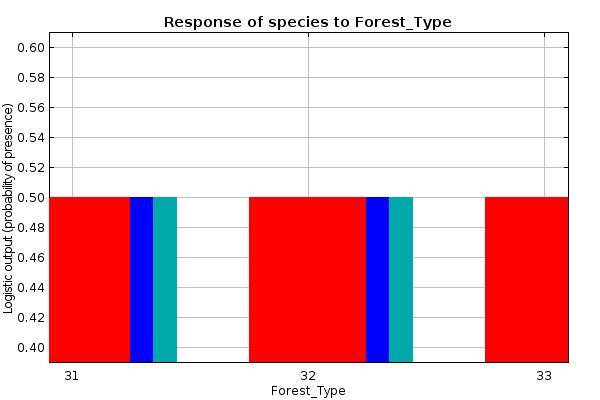 Response of species to Forest_Type
Logistic output (probability of presence)
0.60
0.58
0.56
0.54
0.52
0.50
0.48
0.46
0.44
0.42
0.40
31 32 33
Forest_Type